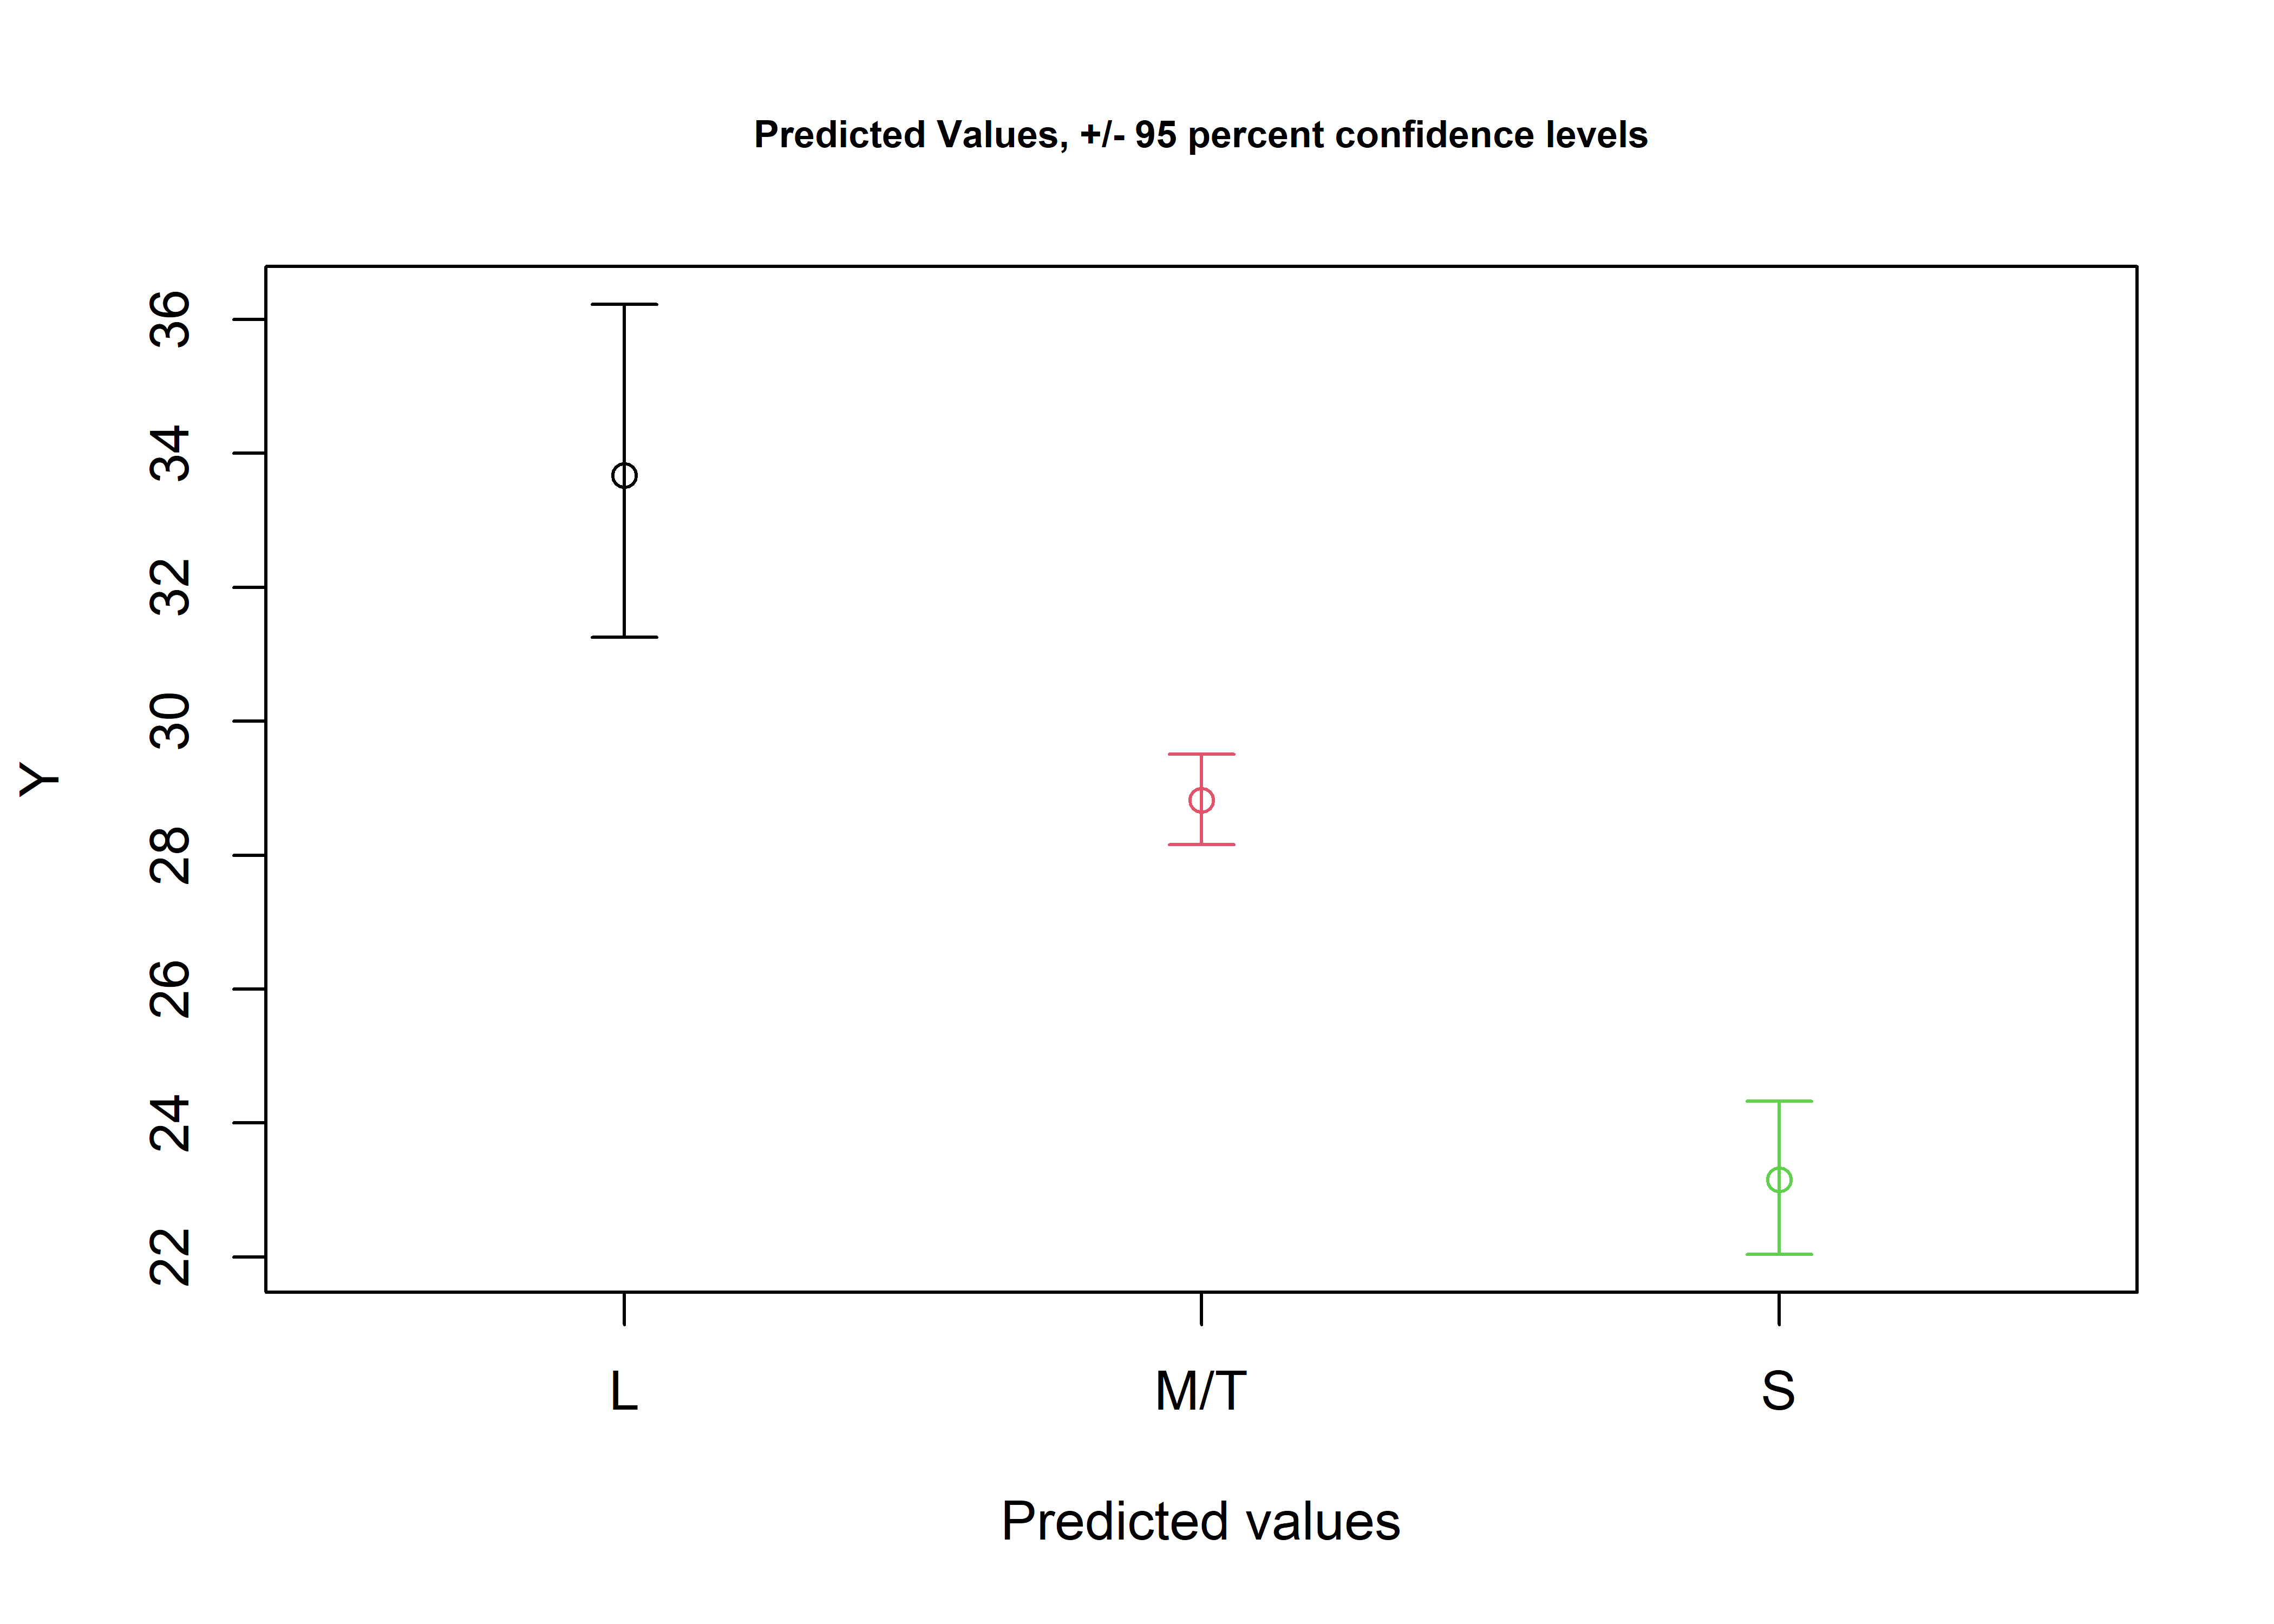 Predicted Values, +/- 95 percent confidence levels
36
34
32
30
28
26
24
22
Y
L M/T S
Predicted values